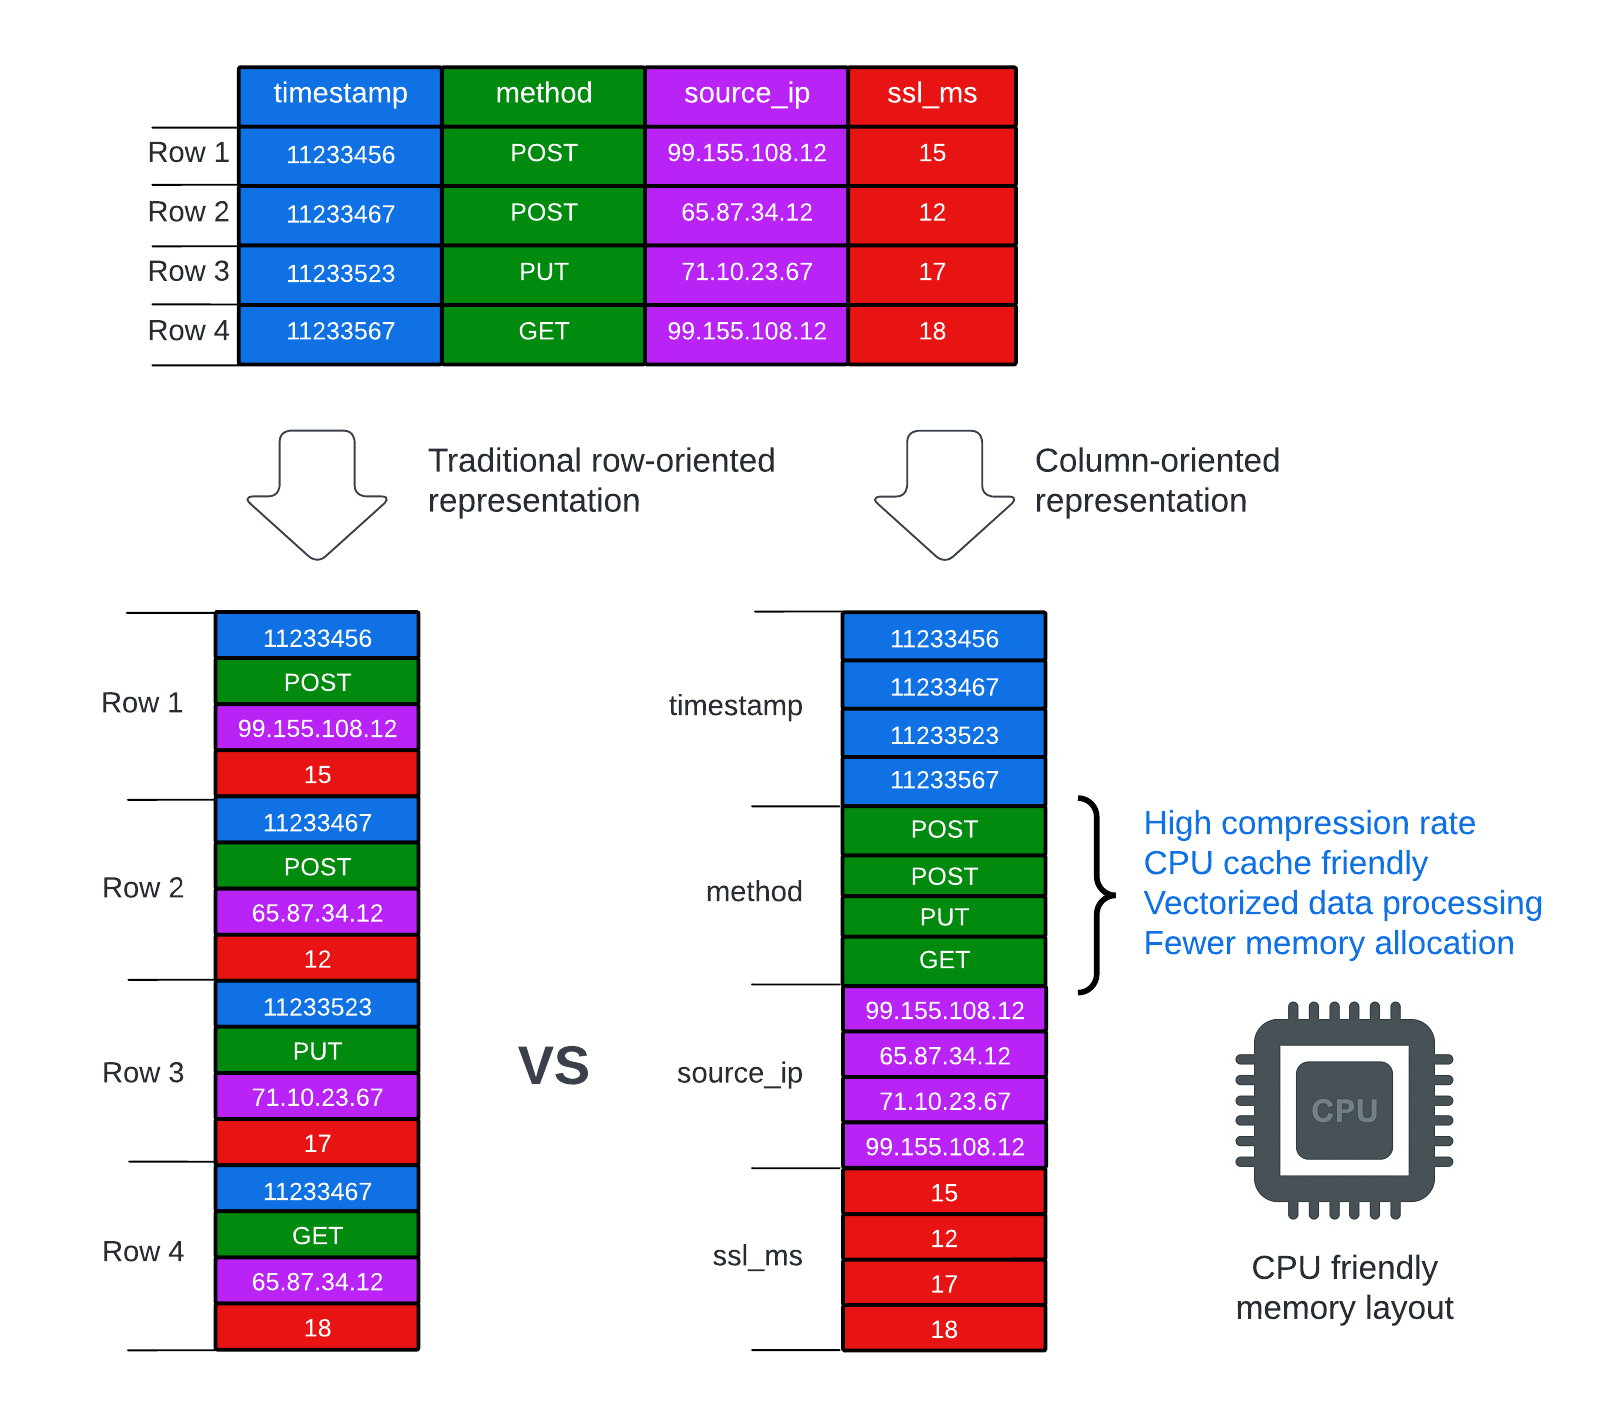 timestamp method source_ip ssl_ms
Row 1 11233456 POST 99.155.108.12 15
Row 2 11233467 POST 65.87.34.12 12
Row 3 11233523 PUT 71.10.23.67 17
Row 4 11233567 GET 99.155.108.12 18
Traditional row-oriented
representation
Column-oriented
representation
Row 1
11233456
POST
99.155.108.12
15
Row 2
11233467
POST
65.87.34.12
12
Row 3
11233523
PUT
71.10.23.67
17
Row 4
11233467
GET
65.87.34.12
18
VS
timestamp
11233456
11233467
11233523
11233567
method
POST
POST
PUT
GET
source_ip
99.155.108.12
65.87.34.12
71.10.23.67
99.155.108.12
ssl_ms
15
12
17
18
High compression rate
CPU cache friendly
Vectorized data processing
Fewer memory allocation
CPU
CPU friendly
memory layout